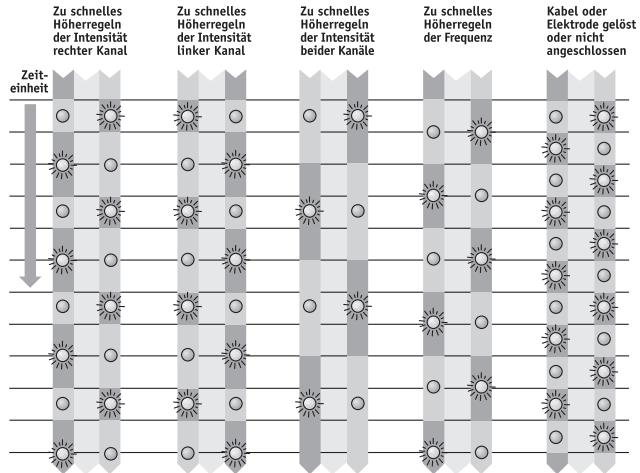 Zu schnelles
Höherregeln
der Intensität
rechter Kanal
Zu schnelles
Höherregeln
der Intensität
linker Kanal
Zu schnelles
Höherregeln
der Intensität
beider Kanäle
Zu schnelles
Höherregeln
der Frequenz
Kabel oder
Elektrode gelöst
oder nicht
angeschlossen
Zeit-
einheit